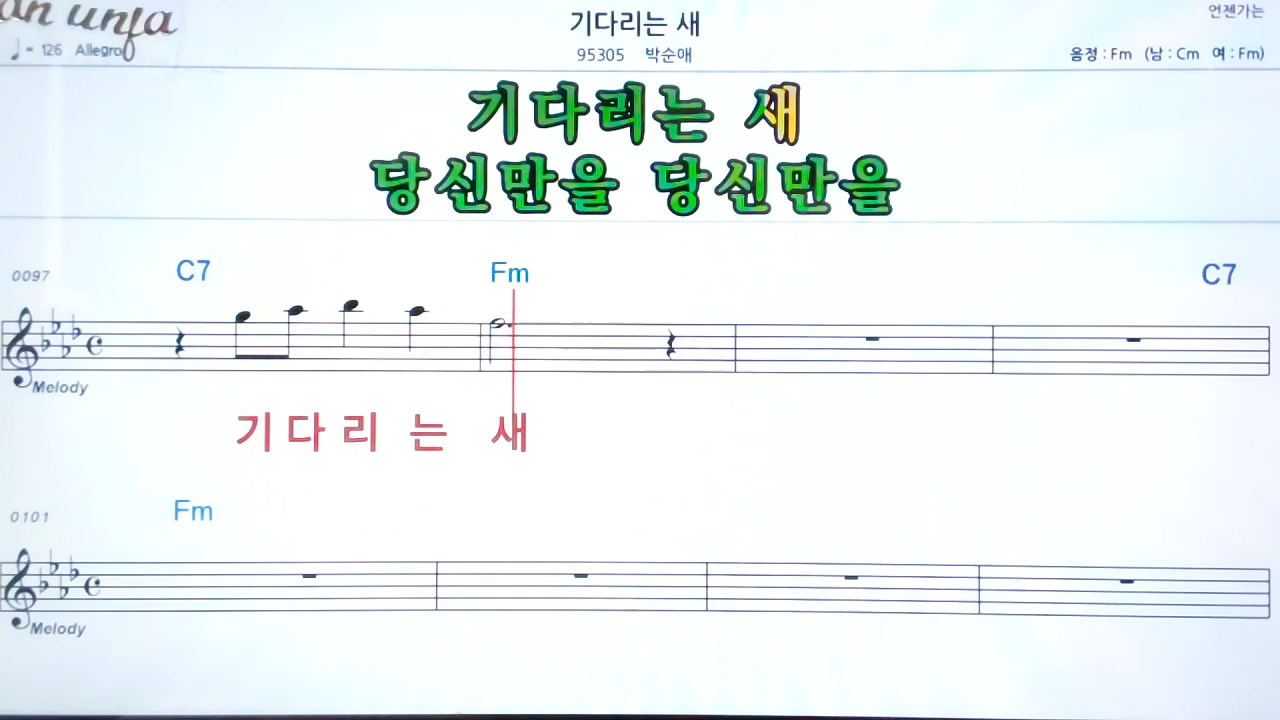 an unja
기다리는 새
언젠가는
♩= 126 Allegro
95305 박순애
음정 : Fm (남 : Cm 여 : Fm)
기다리는 새
당신만을 당신만을
0097
C7 Fm C7
Melody
기 다 리 는 새
0101
Fm
Melody